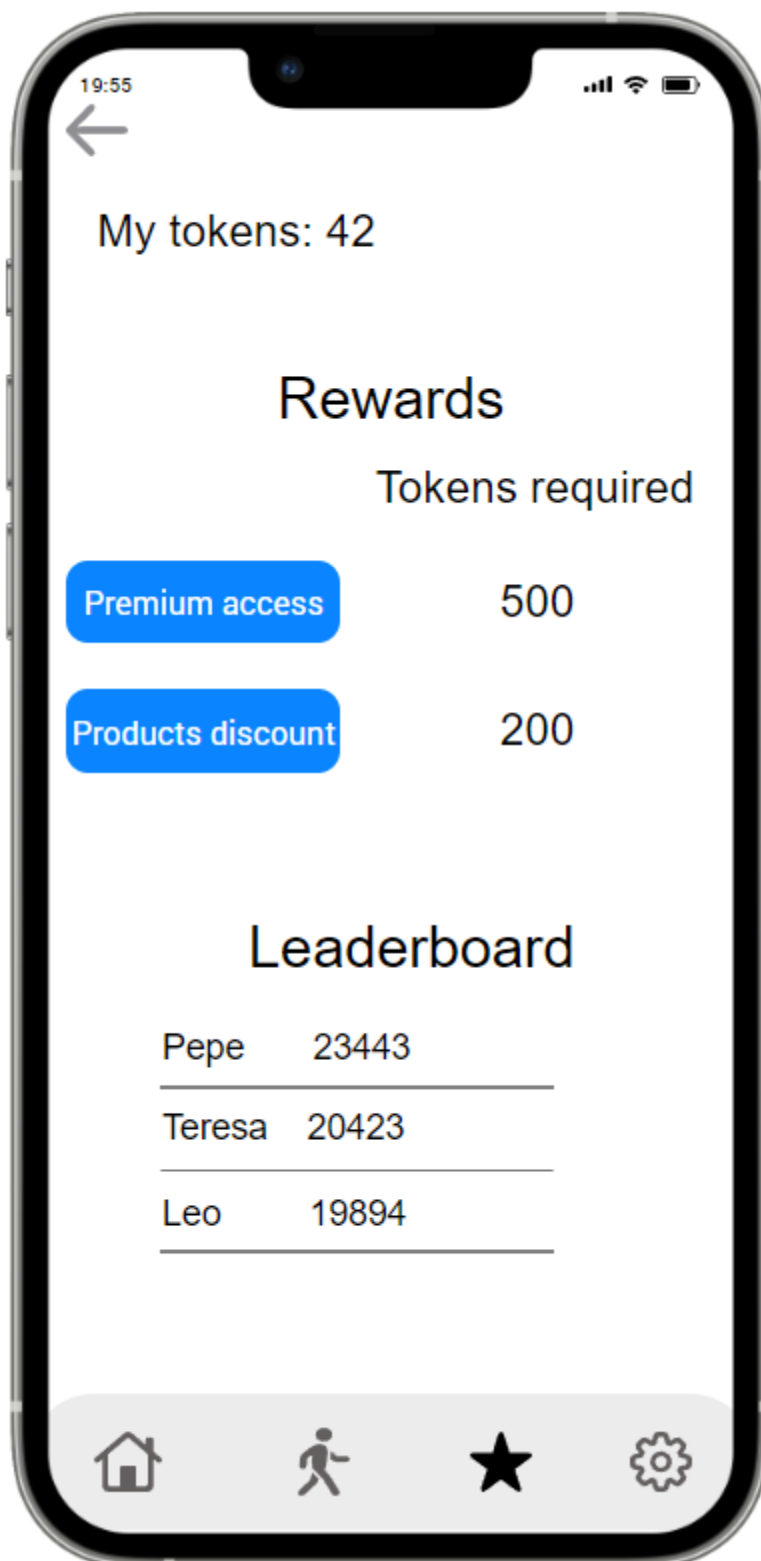 19:55
My tokens: 42
Rewards
Tokens required
Premium access 500
Products discount 200
Leaderboard
Pepe 23443
Teresa 20423
Leo 19894